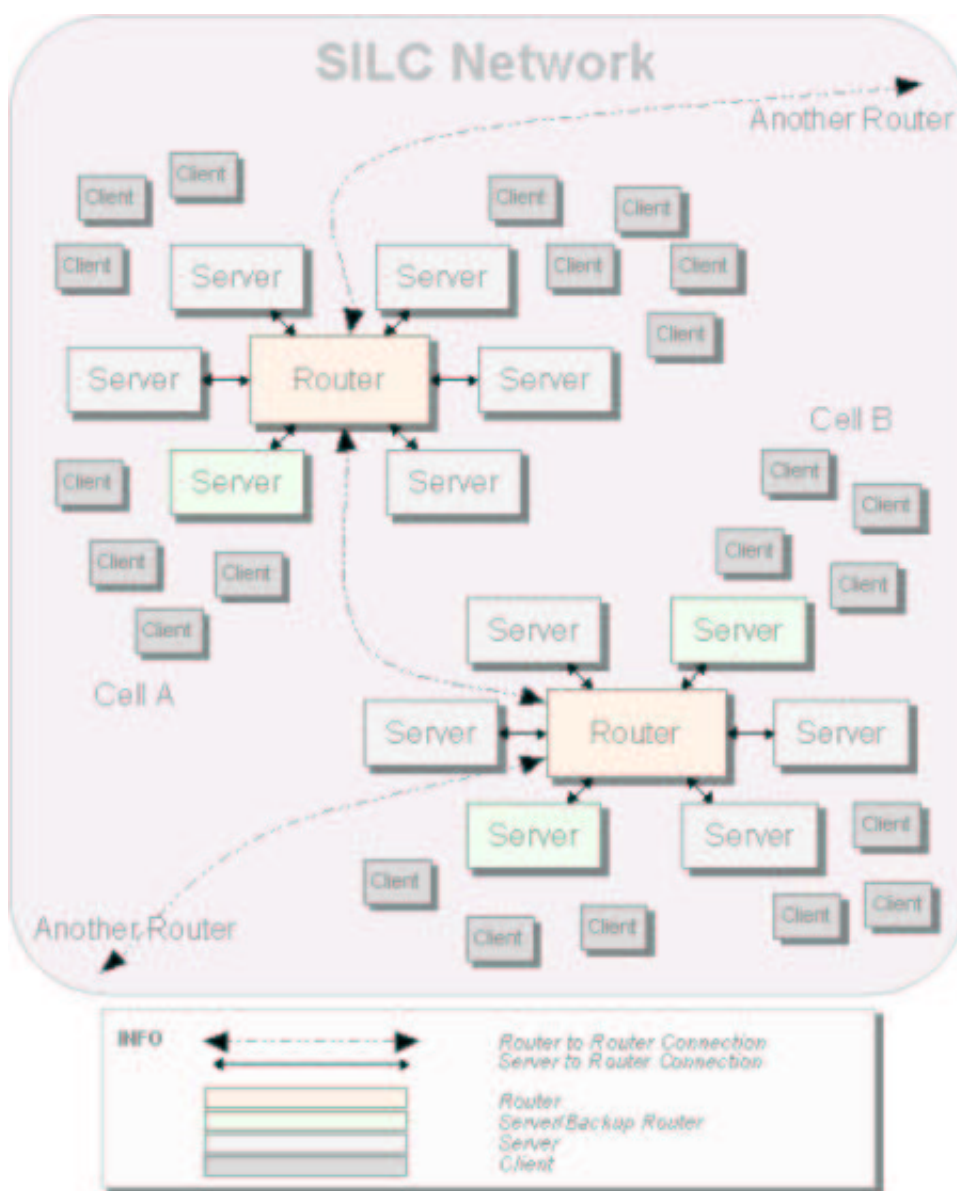 SILC Network
Another Router
Client
Client
Client
Client
Client
Client
Client
Client
Server
Server
Client
Server
Router
Server
Cell B
Client
Server
Server
Client
Client
Client
Client
Client
Client
Client
Server
Server
Cell A
Server
Router
Server
Server
Server
Client
Client
Client
Client
Client
Client
Another Router
INFO
Router to Router Connection
Server to Router Connection
Router
Server/Backup Router
Server
Client